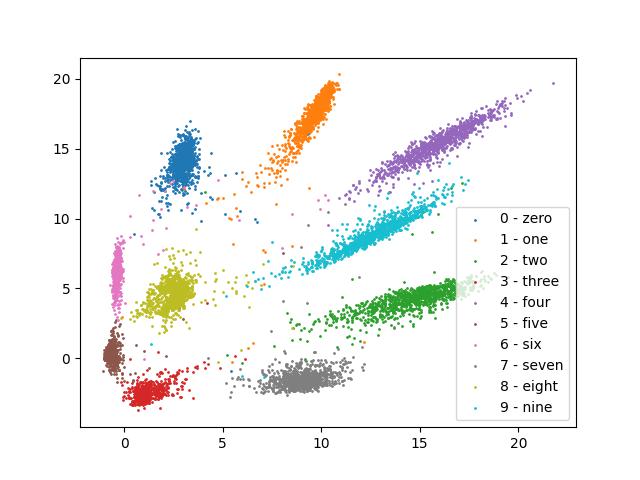 20
15
10
5
0
0
5
10
15
20
0 - zero
1 - one
2 - two
3 - three
4 - four
5 - five
6 - six
7 - seven
8 - eight
9 - nine